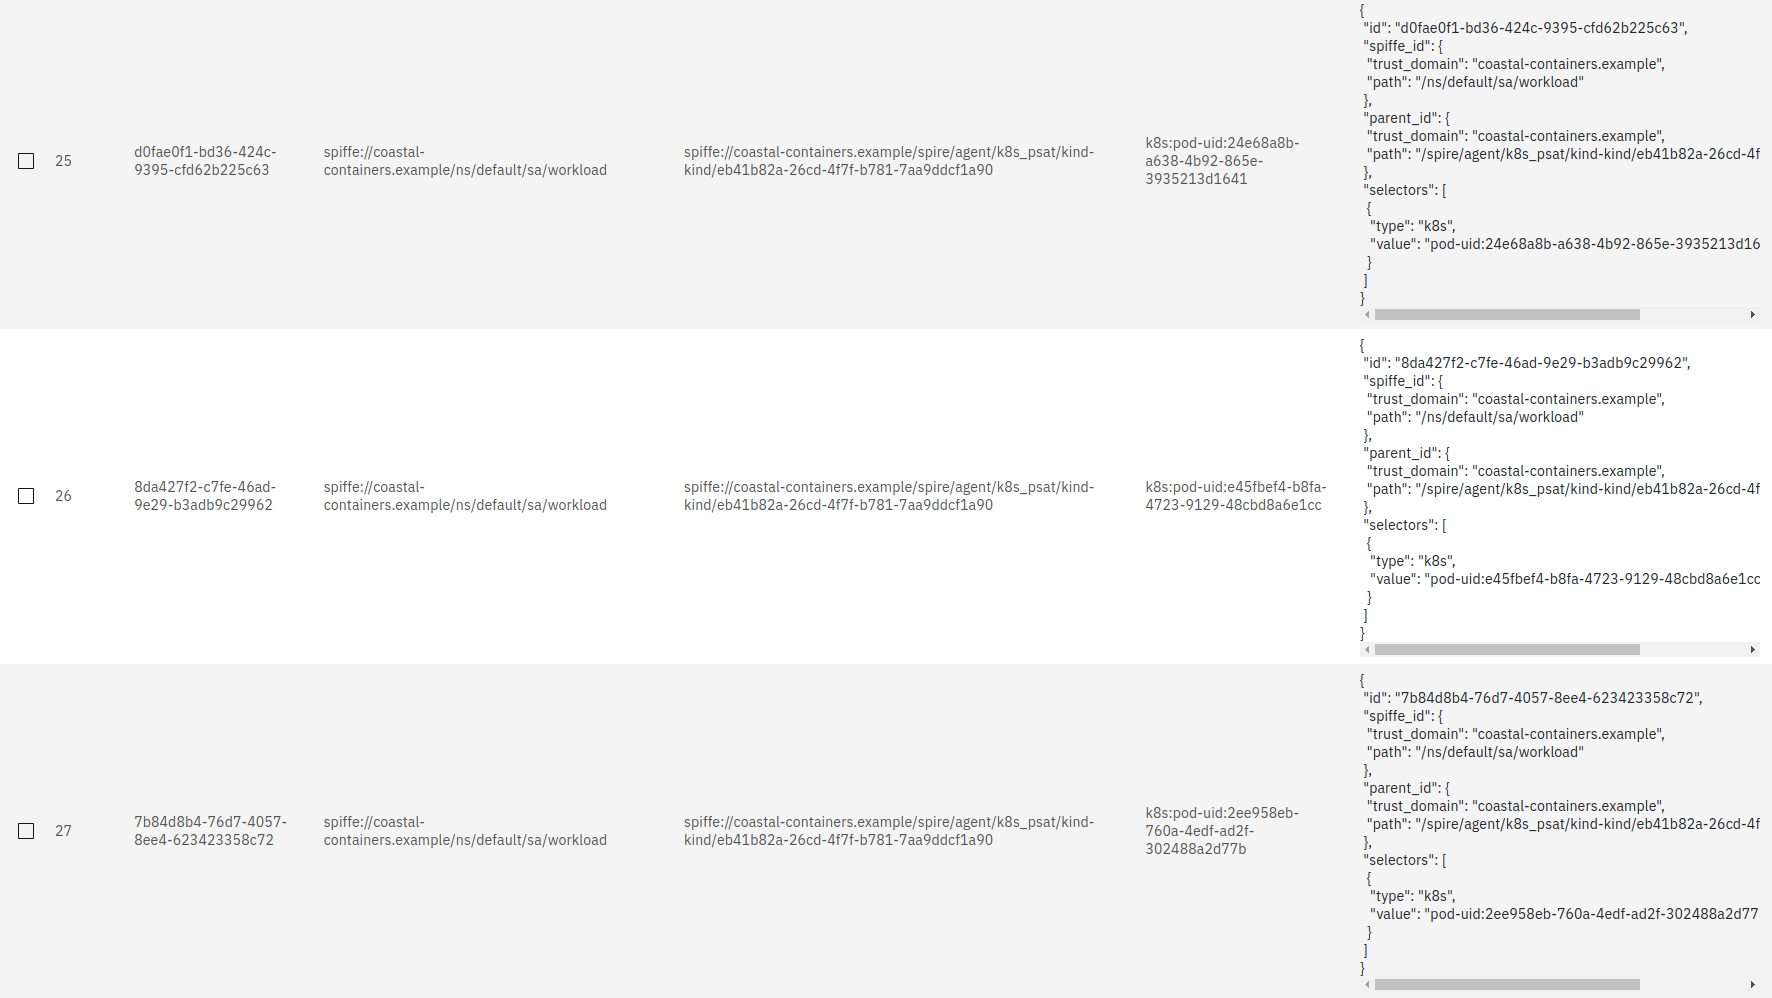 25
d0fae0f1-bd36-424c-
9395-cfd62b225c63
spiffe://coastal-
containers.example/ns/default/sa/workload
spiffe://coastal-containers.example/spire/agent/k8s_psat/kind-
kind/eb41b82a-26cd-4f7f-b781-7aa9ddcf1a90
k8s:pod-uid:24e68a8b-
a638-4b92-865e-
3935213d1641
{
"id": "d0fae0f1-bd36-424c-9395-cfd62b225c63",
"spiffe_id": {
"trust_domain": "coastal-containers.example",
"path": "/ns/default/sa/workload"
},
"parent_id": {
"trust_domain": "coastal-containers.example",
"path": "/spire/agent/k8s_psat/kind-kind/eb41b82a-26cd-4f
},
"selectors": [
{
"type": "k8s",
"value": "pod-uid:24e68a8b-a638-4b92-865e-3935213d16
}
]
}
26
8da427f2-c7fe-46ad-
9e29-b3adb9c29962
spiffe://coastal-
containers.example/ns/default/sa/workload
spiffe://coastal-containers.example/spire/agent/k8s_psat/kind-
kind/eb41b82a-26cd-4f7f-b781-7aa9ddcf1a90
k8s:pod-uid:e45fbef4-b8fa-
4723-9129-48cbd8a6e1cc
{
"id": "8da427f2-c7fe-46ad-9e29-b3adb9c29962",
"spiffe_id": {
"trust_domain": "coastal-containers.example",
"path": "/ns/default/sa/workload"
},
"parent_id": {
"trust_domain": "coastal-containers.example",
"path": "/spire/agent/k8s_psat/kind-kind/eb41b82a-26cd-4f
},
"selectors": [
{
"type": "k8s",
"value": "pod-uid:e45fbef4-b8fa-4723-9129-48cbd8a6e1cc
}
]
}
27
7b84d8b4-76d7-4057-
8ee4-623423358c72
spiffe://coastal-
containers.example/ns/default/sa/workload
spiffe://coastal-containers.example/spire/agent/k8s_psat/kind-
kind/eb41b82a-26cd-4f7f-b781-7aa9ddcf1a90
k8s:pod-uid:2ee958eb-
760a-4edf-ad2f-
302488a2d77b
{
"id": "7b84d8b4-76d7-4057-8ee4-623423358c72",
"spiffe_id": {
"trust_domain": "coastal-containers.example",
"path": "/ns/default/sa/workload"
},
"parent_id": {
"trust_domain": "coastal-containers.example",
"path": "/spire/agent/k8s_psat/kind-kind/eb41b82a-26cd-4f
},
"selectors": [
{
"type": "k8s",
"value": "pod-uid:2ee958eb-760a-4edf-ad2f-302488a2d77
}
]
}